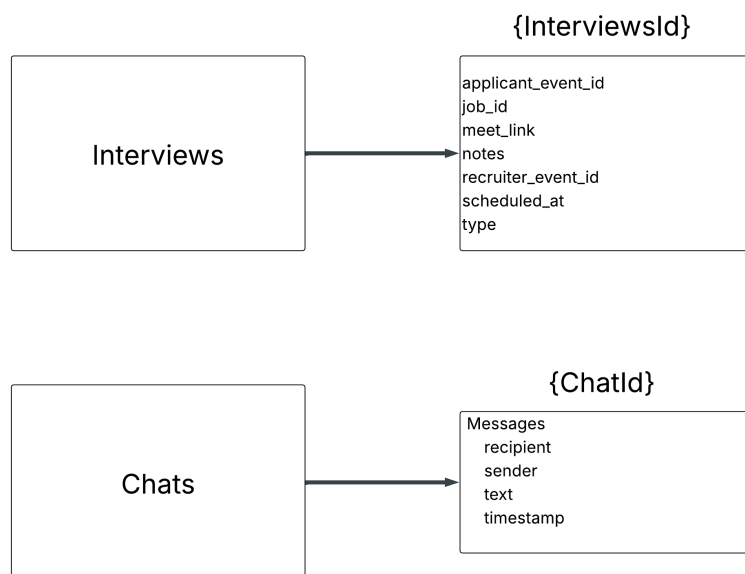 {InterviewsId}
Interviews
applicant_event_id
job_id
meet_link
notes
recruiter_event_id
scheduled_at
type
{ChatId}
Chats
Messages
recipient
sender
text
timestamp